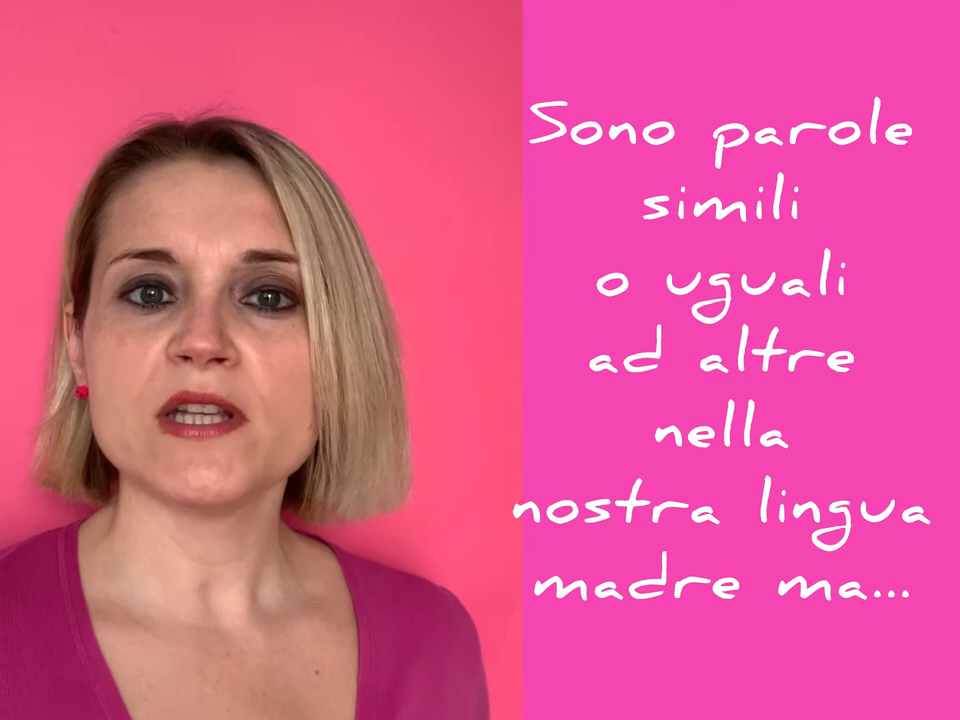 Sono parole
simili
o uguali
ad altre
nella
nostra lingua
madre ma...